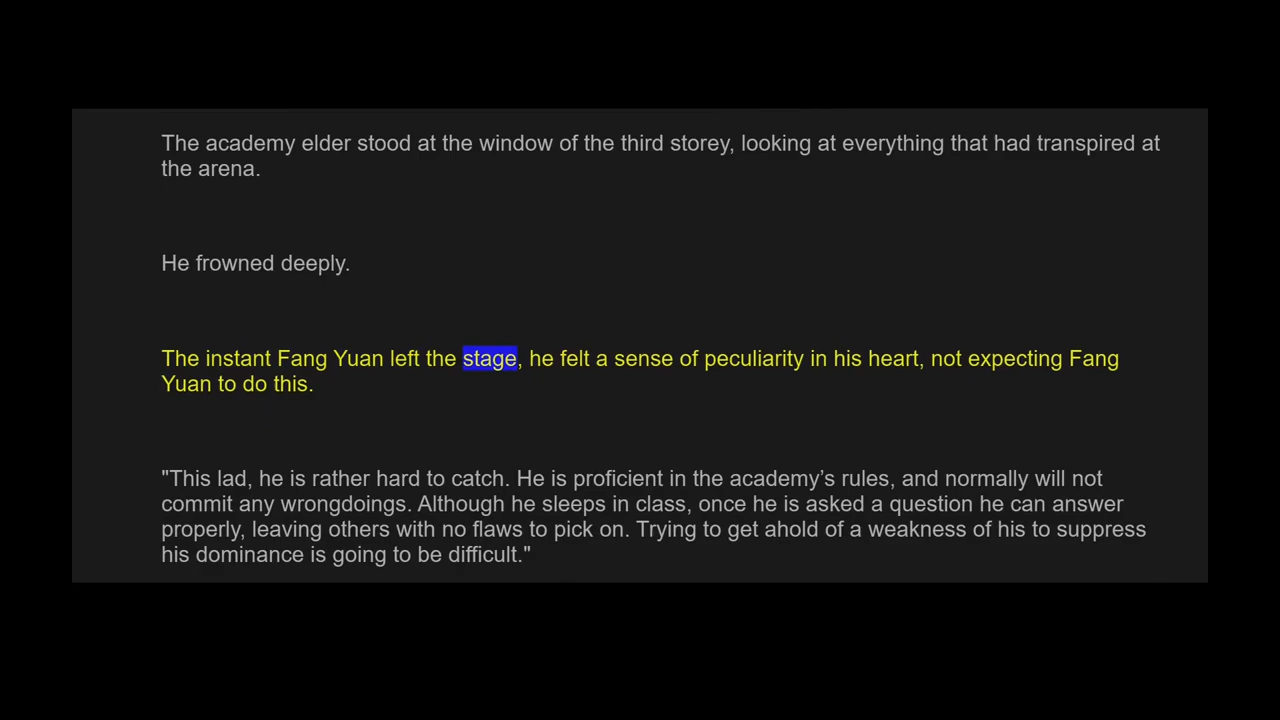 The academy elder stood at the window of the third storey, looking at everything that had transpired at
the arena.
He frowned deeply.
The instant Fang Yuan left the stage, he felt a sense of peculiarity in his heart, not expecting Fang
Yuan to do this.
"This lad, he is rather hard to catch. He is proficient in the academy’s rules, and normally will not
commit any wrongdoings. Although he sleeps in class, once he is asked a question he can answer
properly, leaving others with no flaws to pick on. Trying to get ahold of a weakness of his to suppress
his dominance is going to be difficult."